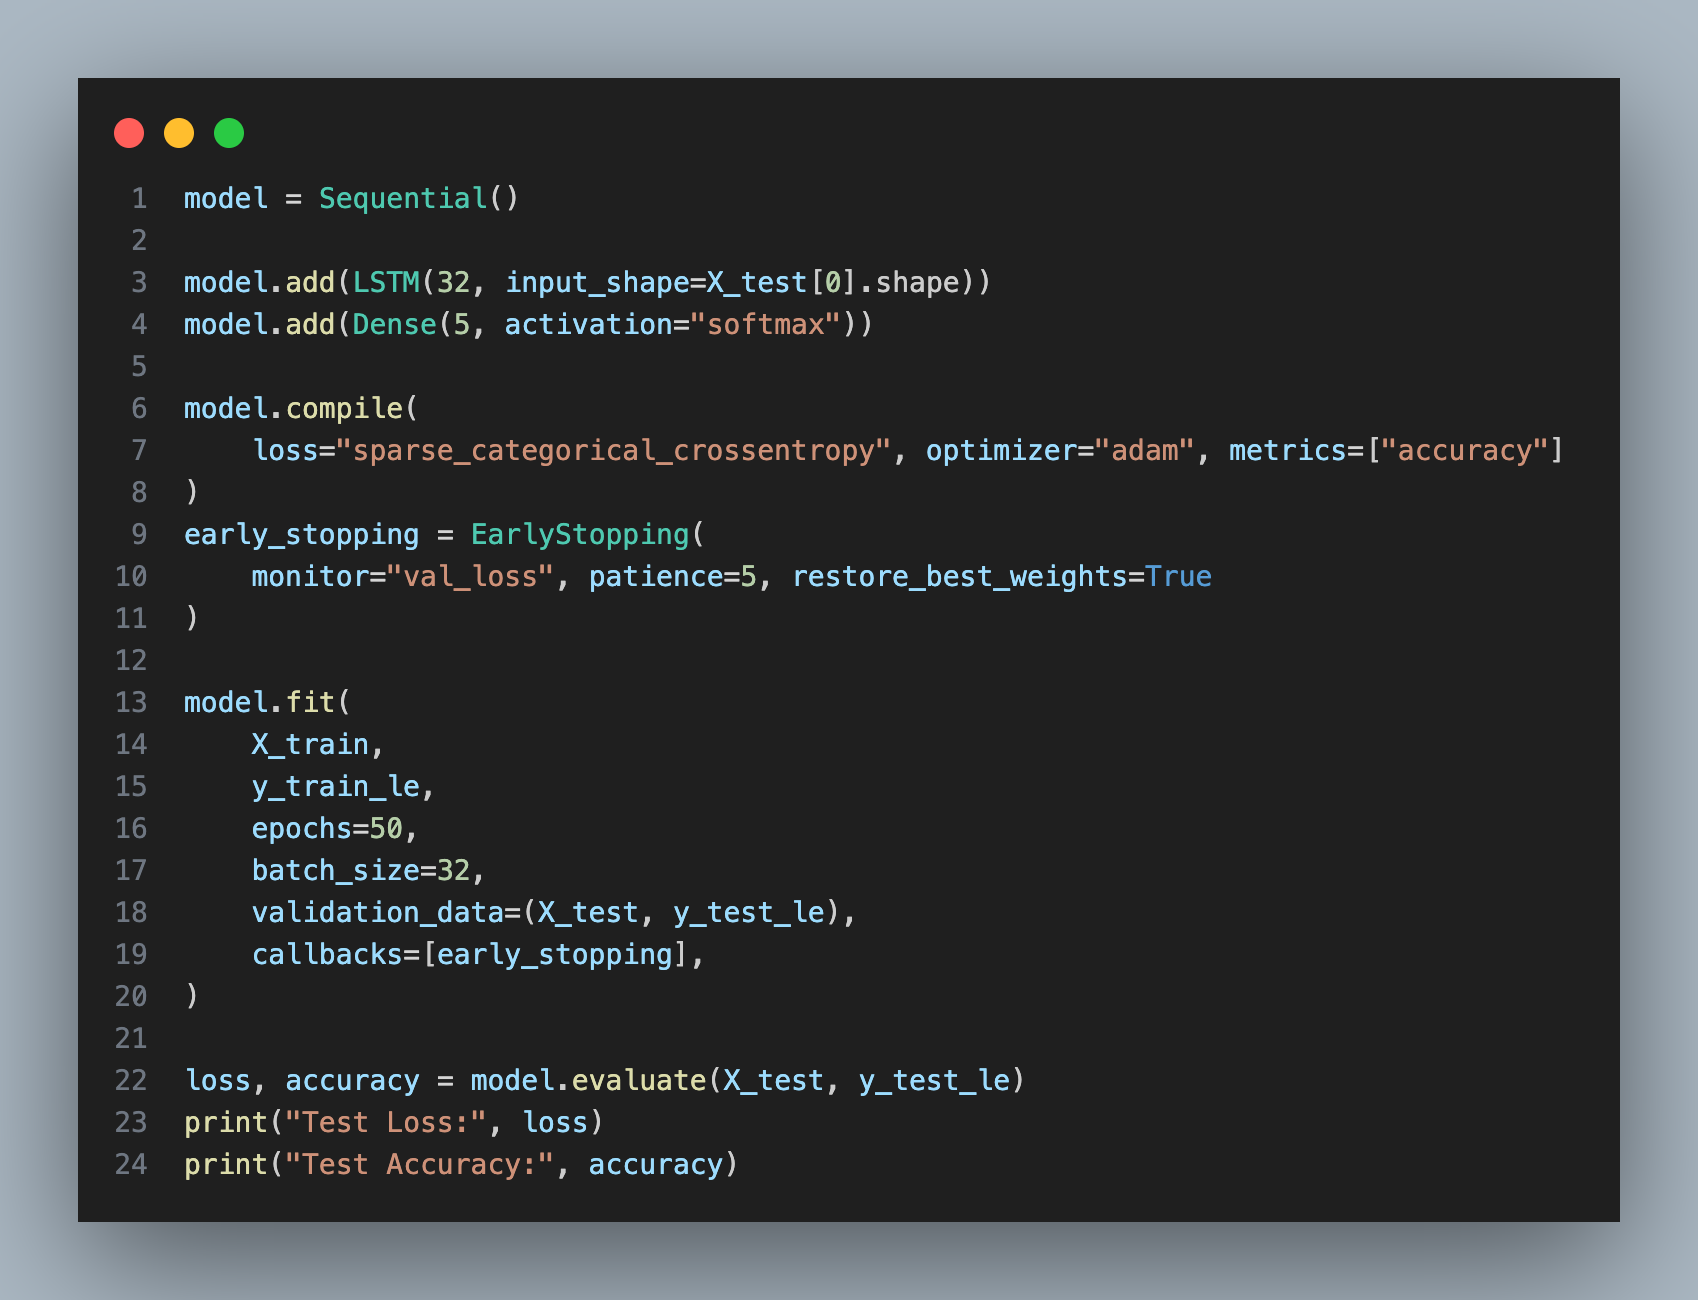 1 model = Sequential()
2
3 model.add(LSTM(32, input_shape=X_test[0].shape))
4 model.add(Dense(5, activation="softmax"))
5
6 model.compile(
7     loss="sparse_categorical_crossentropy", optimizer="adam", metrics=["accuracy"]
8 )
9 early_stopping = EarlyStopping(
10     monitor="val_loss", patience=5, restore_best_weights=True
11 )
12
13 model.fit(
14     X_train,
15     y_train_le,
16     epochs=50,
17     batch_size=32,
18     validation_data=(X_test, y_test_le),
19     callbacks=[early_stopping],
20 )
21
22 loss, accuracy = model.evaluate(X_test, y_test_le)
23 print("Test Loss:", loss)
24 print("Test Accuracy:", accuracy)